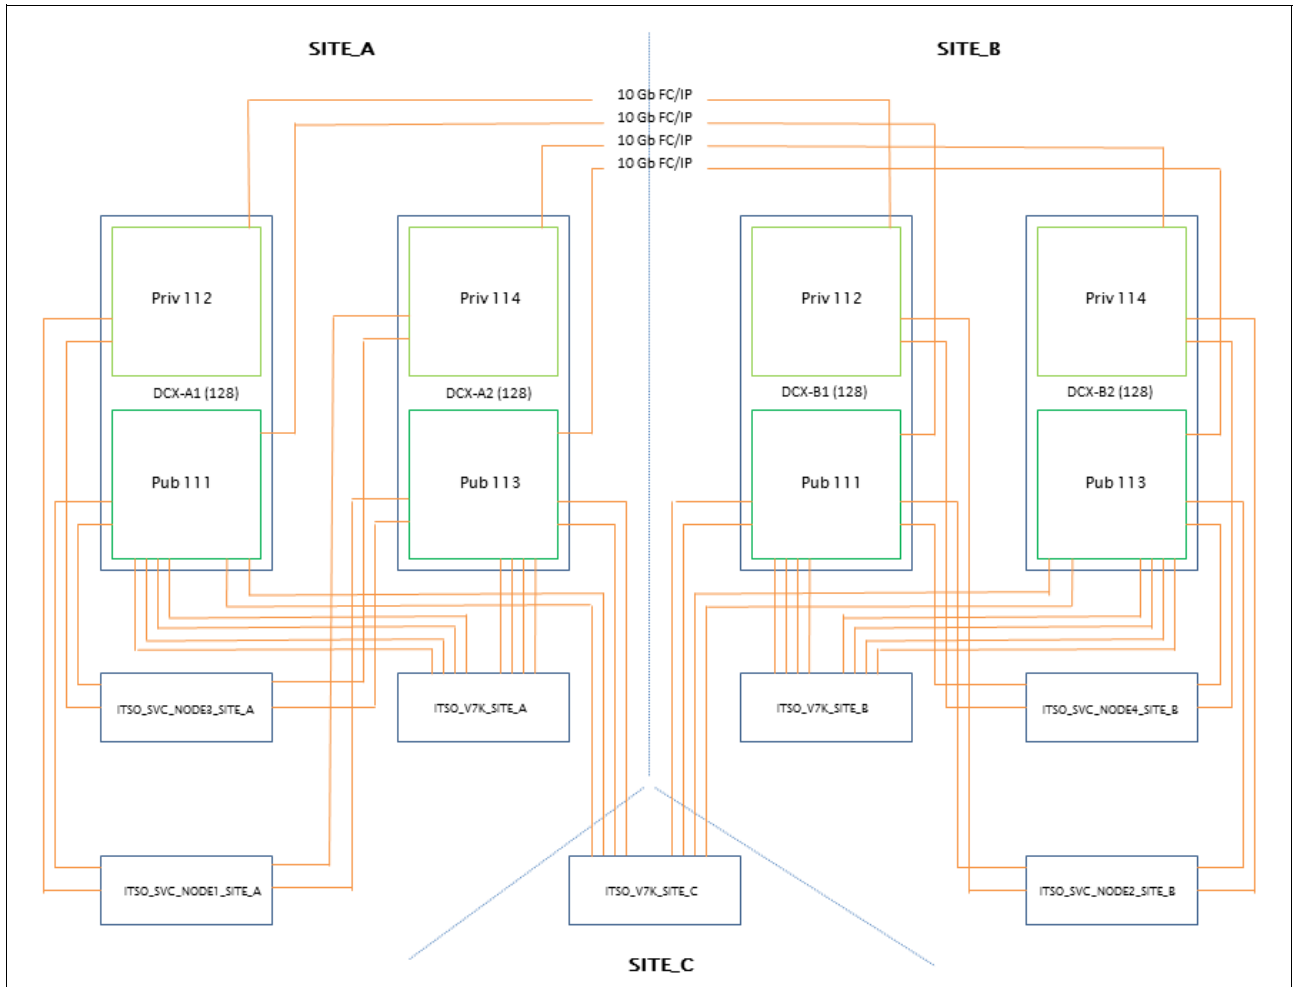 SITE_A
SITE_B
10 Gb FC/IP
10 Gb FC/IP
10 Gb FC/IP
10 Gb FC/IP
Priv 112
Priv 114
Priv 112
Priv 114
DCX-A1 (128)
DCX-A2 (128)
DCX-B1 (128)
DCX-B2 (128)
Pub 111
Pub 113
Pub 111
Pub 113
ITSO_SVC_NODE3_SITE_A
ITSO_V7K_SITE_A
ITSO_V7K_SITE_B
ITSO_SVC_NODE4_SITE_B
ITSO_SVC_NODE1_SITE_A
ITSO_V7K_SITE_C
ITSO_SVC_NODE2_SITE_B
SITE_C